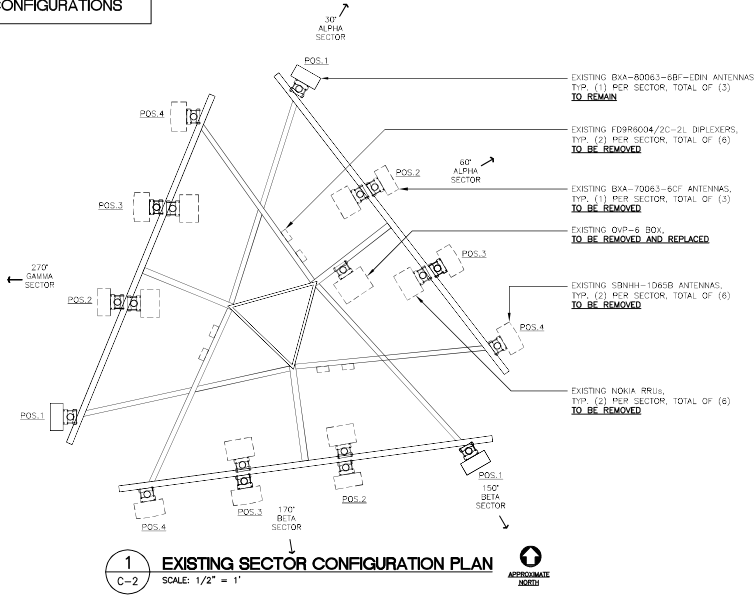 CONFIGURATIONS
30°
ALPHA
SECTOR
POS.1
EXISTING BXA-80063-6BF-EDIN ANTENNAS
TYP. (1) PER SECTOR, TOTAL OF (3)
TO REMAIN
POS.4
EXISTING FD9R6004/2C-2L DIPLEXERS,
TYP. (2) PER SECTOR, TOTAL OF (6)
TO BE REMOVED
60°
ALPHA
SECTOR
POS.2
EXISTING BXA-70063-6CF ANTENNAS,
TYP. (1) PER SECTOR, TOTAL OF (3)
TO BE REMOVED
POS.3
EXISTING OVP-6 BOX,
TO BE REMOVED AND REPLACED
POS.3
270°
GAMMA
SECTOR
POS.2
EXISTING SBNHH-1D65B ANTENNAS,
TYP. (2) PER SECTOR, TOTAL OF (6)
TO BE REMOVED
POS.4
EXISTING NOKIA RRUs,
TYP. (2) PER SECTOR, TOTAL OF (6)
TO BE REMOVED
POS.1
POS.1
150°
BETA
SECTOR
POS.2
POS.3
170°
BETA
SECTOR
POS.4
1
C-2
EXISTING SECTOR CONFIGURATION PLAN
SCALE: 1/2" = 1'
APPROXIMATE
NORTH